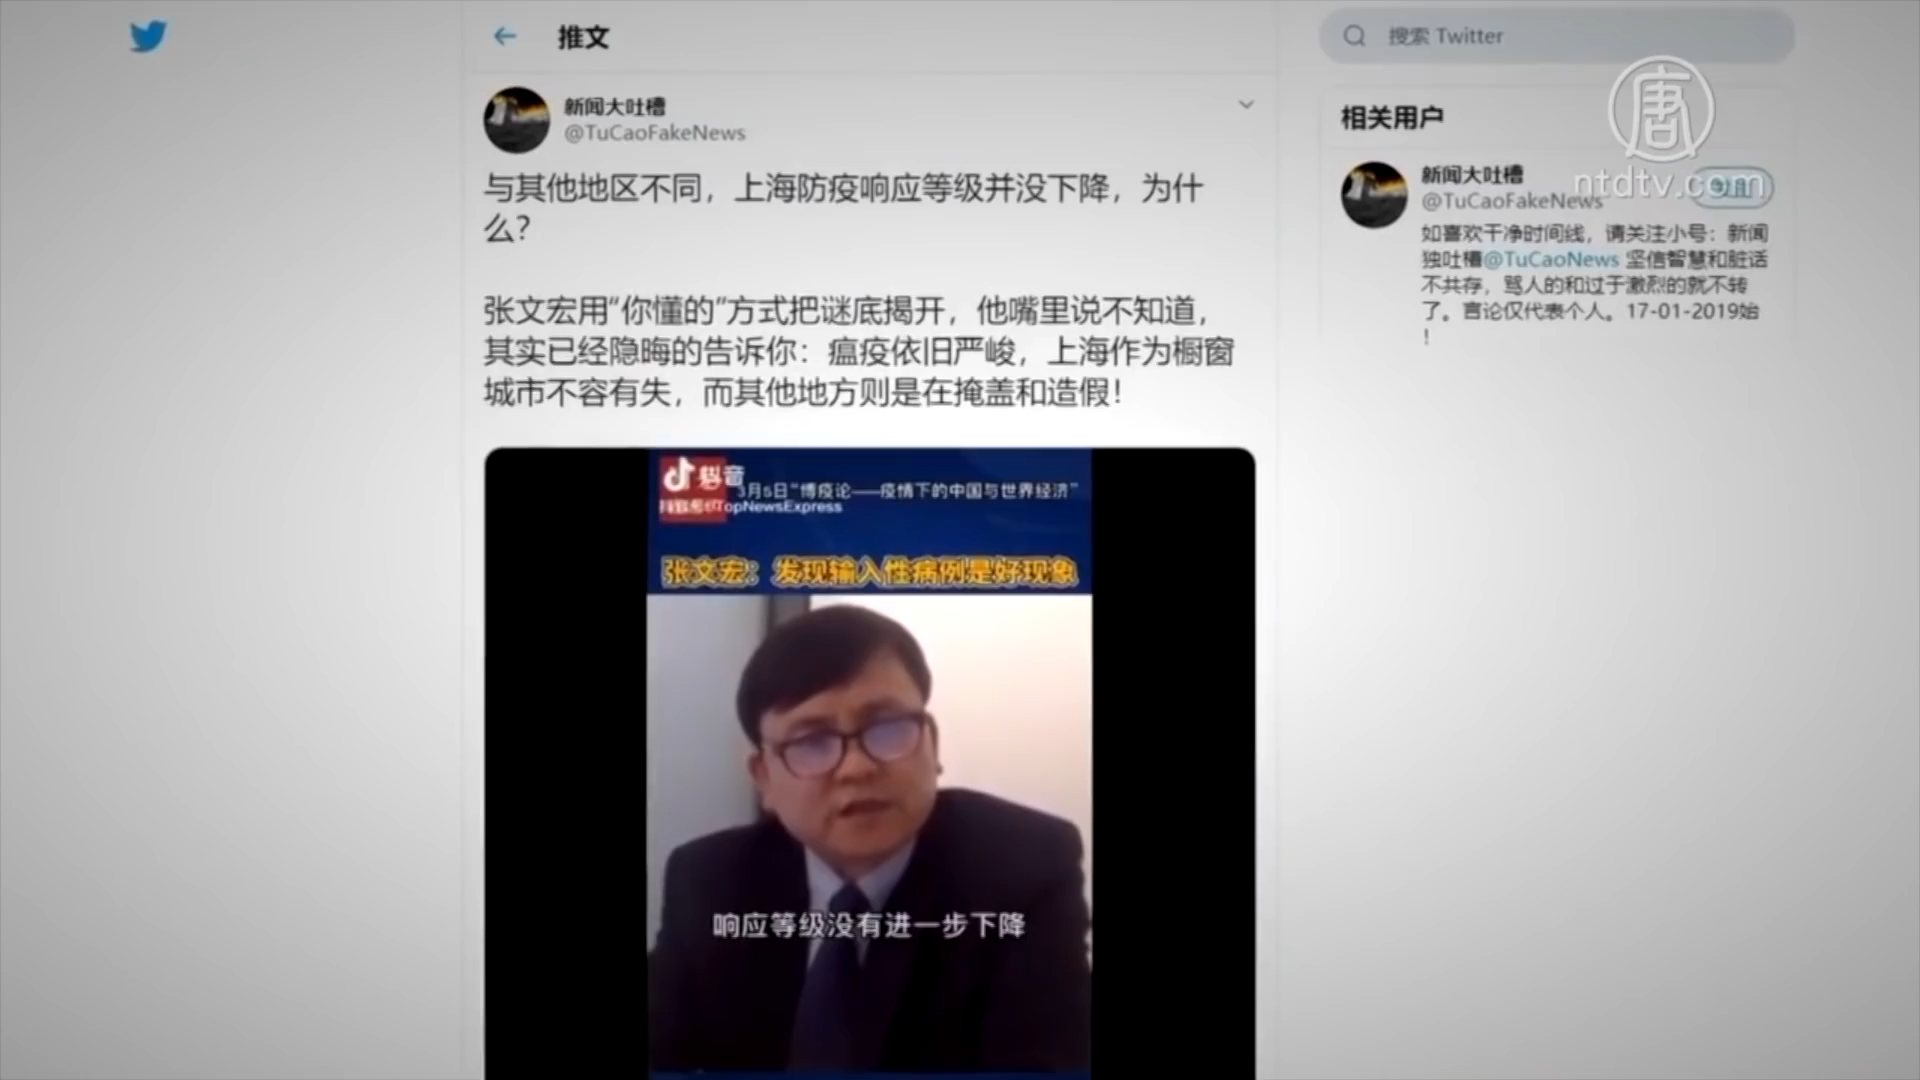 推文
搜索 Twitter
新闻大吐槽
@TuCaoFakeNews
与其他地区不同，上海防疫响应等级并没下降，为什
么？
张文宏用“你懂的”方式把谜底揭开，他嘴里说不知道，
其实已经隐晦的告诉你：瘟疫依旧严峻，上海作为橱窗
城市不容有失，而其他地方则是在掩盖和造假！
抖音
3月5日“博疫论——疫情下的中国与世界经济”
TopNewsExpress
张文宏：发现输入性病例是好现象
响应等级没有进一步下降
相关用户
新闻大吐槽
@TuCaoFakeNews
如喜欢干净时间线，请关注小号：新闻
独吐槽@TuCaoNews 坚信智慧和脏话
不共存，骂人的和过于激烈的就不转
了。言论仅代表个人。17-01-2019始
！
唐
ntdtv.com